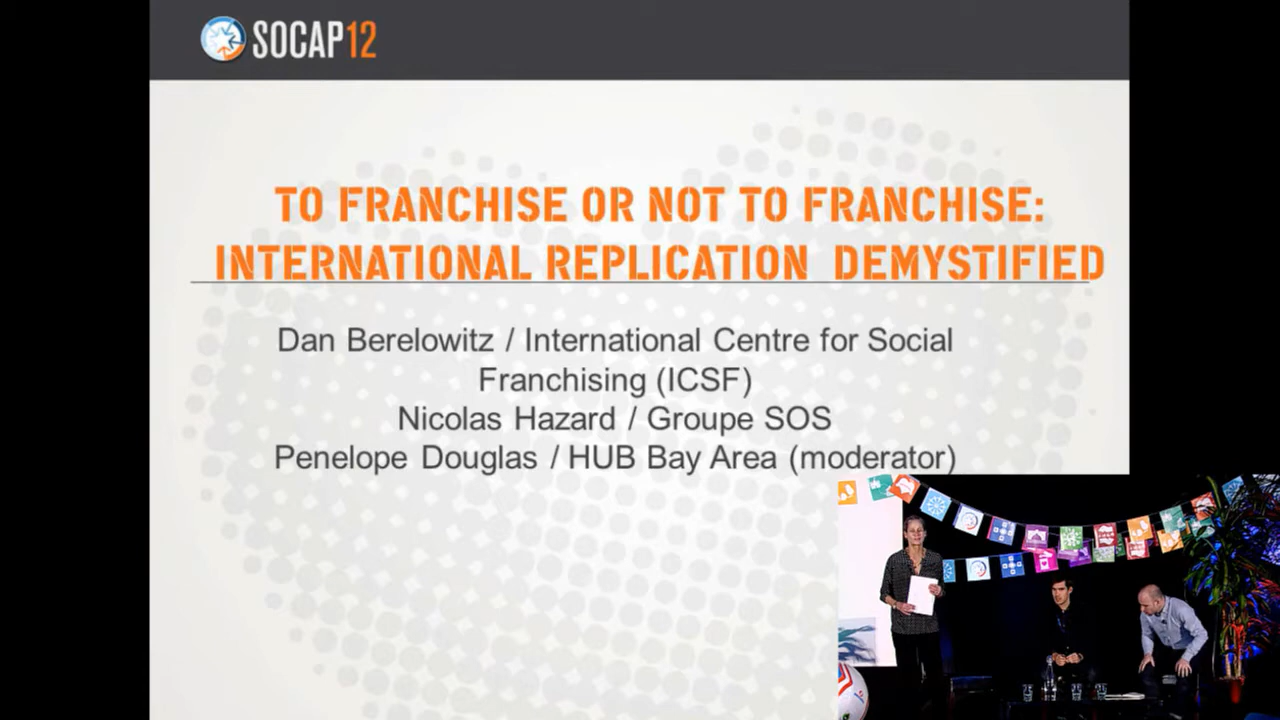 SOCAP12
TO FRANCHISE OR NOT TO FRANCHISE:
INTERNATIONAL REPLICATION DEMYSTIFIED
Dan Berelowitz / International Centre for Social
Franchising (ICSF)
Nicolas Hazard / Groupe SOS
Penelope Douglas / HUB Bay Area (moderator)